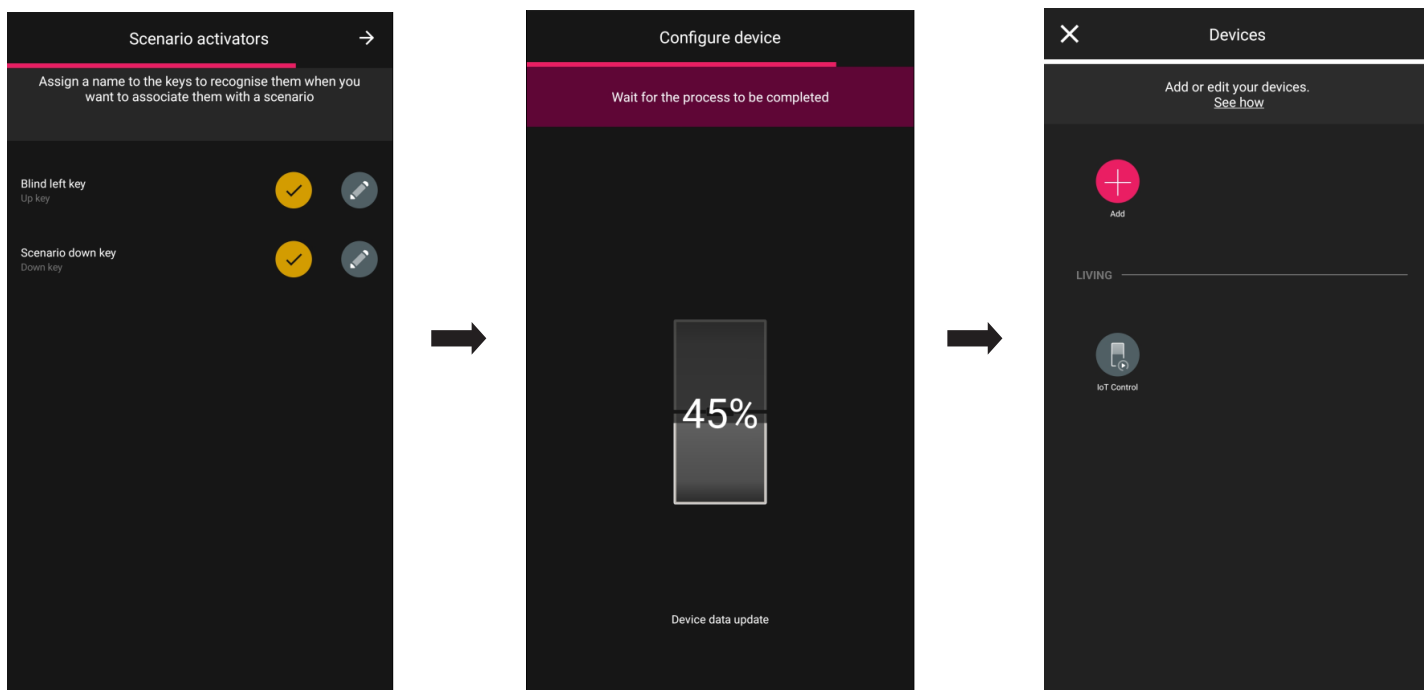 Scenario activators
Assign a name to the keys to recognise them when you
want to associate them with a scenario
Blind left key
Up key
Scenario down key
Down key
Configure device
Wait for the process to be completed
45%
Device data update
Devices
Add or edit your devices.
See how
Add
LIVING
IoT Control